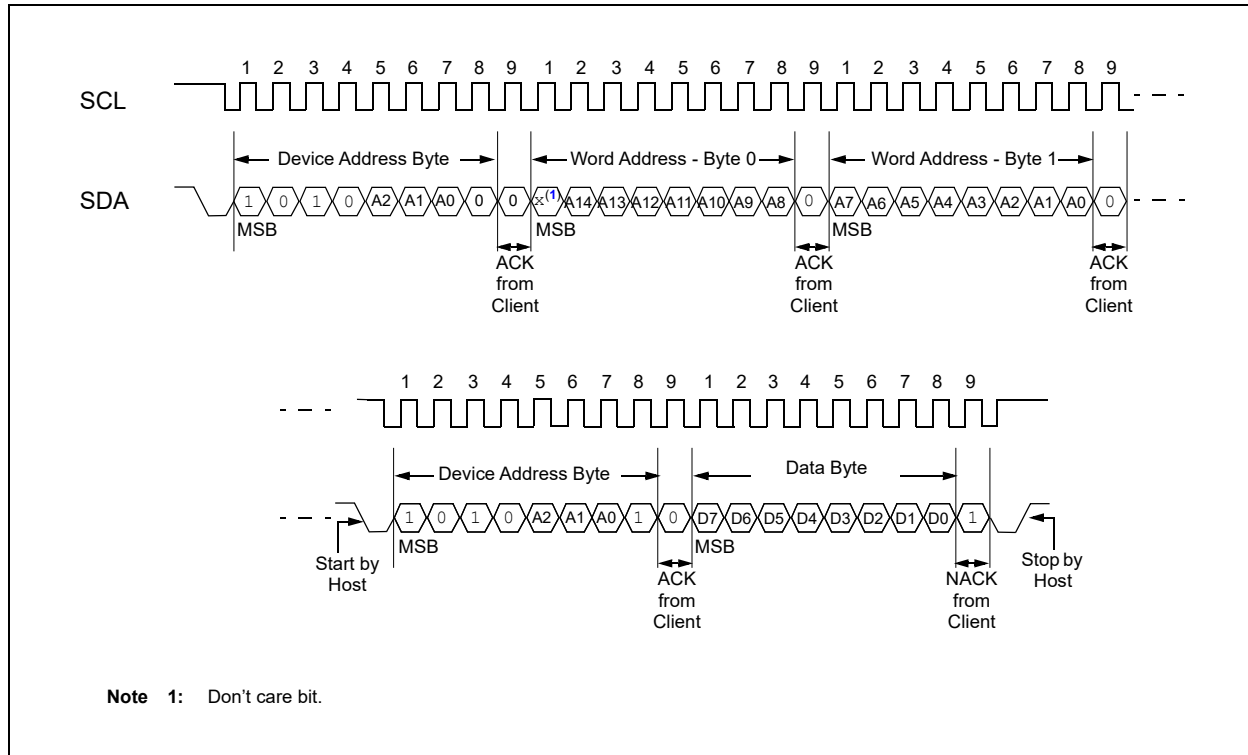 1 2 3 4 5 6 7 8 9 1 2 3 4 5 6 7 8 9 1 2 3 4 5 6 7 8 9
SCL
Device Address Byte Word Address - Byte 0 Word Address - Byte 1
SDA 1 0 1 0 A2 A1 A0 0 0 x(1) A14 A13 A12 A11 A10 A9 A8 0 A7 A6 A5 A4 A3 A2 A1 A0 0
MSB MSB MSB
ACK from Client
ACK from Client
ACK from Client
1 2 3 4 5 6 7 8 9 1 2 3 4 5 6 7 8 9
Device Address Byte Data Byte
1 0 1 0 A2 A1 A0 1 0 D7 D6 D5 D4 D3 D2 D1 D0 1
MSB MSB
Start by Host
ACK from Client
NACK from Client
Stop by Host
Note 1: Don't care bit.